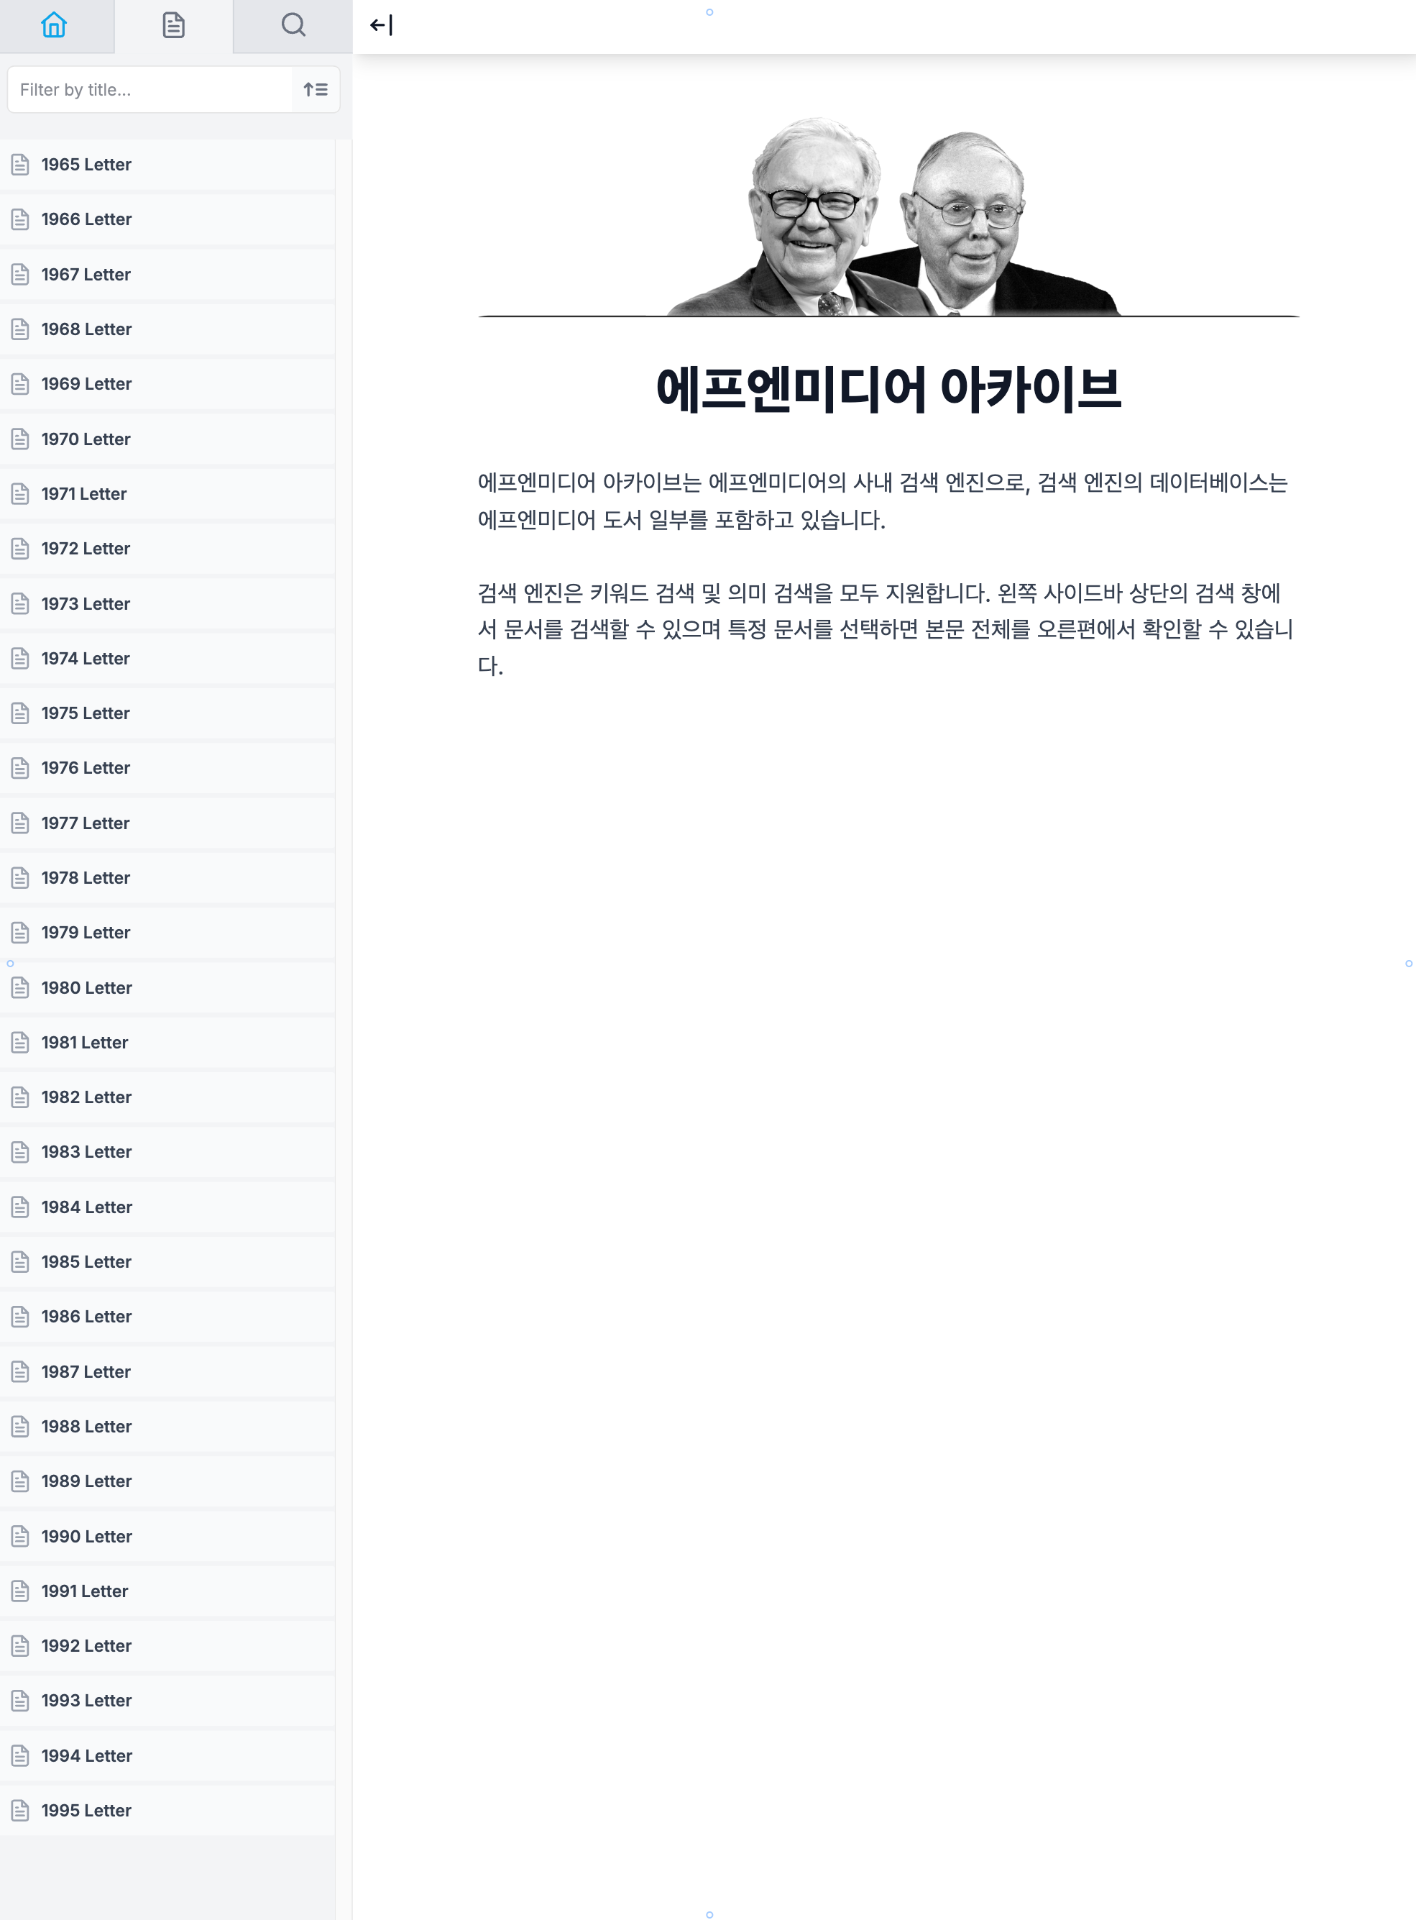 Filter by title...
1965 Letter
1966 Letter
1967 Letter
1968 Letter
1969 Letter
1970 Letter
1971 Letter
1972 Letter
1973 Letter
1974 Letter
1975 Letter
1976 Letter
1977 Letter
1978 Letter
1979 Letter
1980 Letter
1981 Letter
1982 Letter
1983 Letter
1984 Letter
1985 Letter
1986 Letter
1987 Letter
1988 Letter
1989 Letter
1990 Letter
1991 Letter
1992 Letter
1993 Letter
1994 Letter
1995 Letter
에프엔미디어 아카이브
에프엔미디어 아카이브는 에프엔미디어의 사내 검색 엔진으로, 검색 엔진의 데이터베이스는
에프엔미디어 도서 일부를 포함하고 있습니다.
검색 엔진은 키워드 검색 및 의미 검색을 모두 지원합니다. 왼쪽 사이드바 상단의 검색 창에
서 문서를 검색할 수 있으며 특정 문서를 선택하면 본문 전체를 오른편에서 확인할 수 있습니
다.